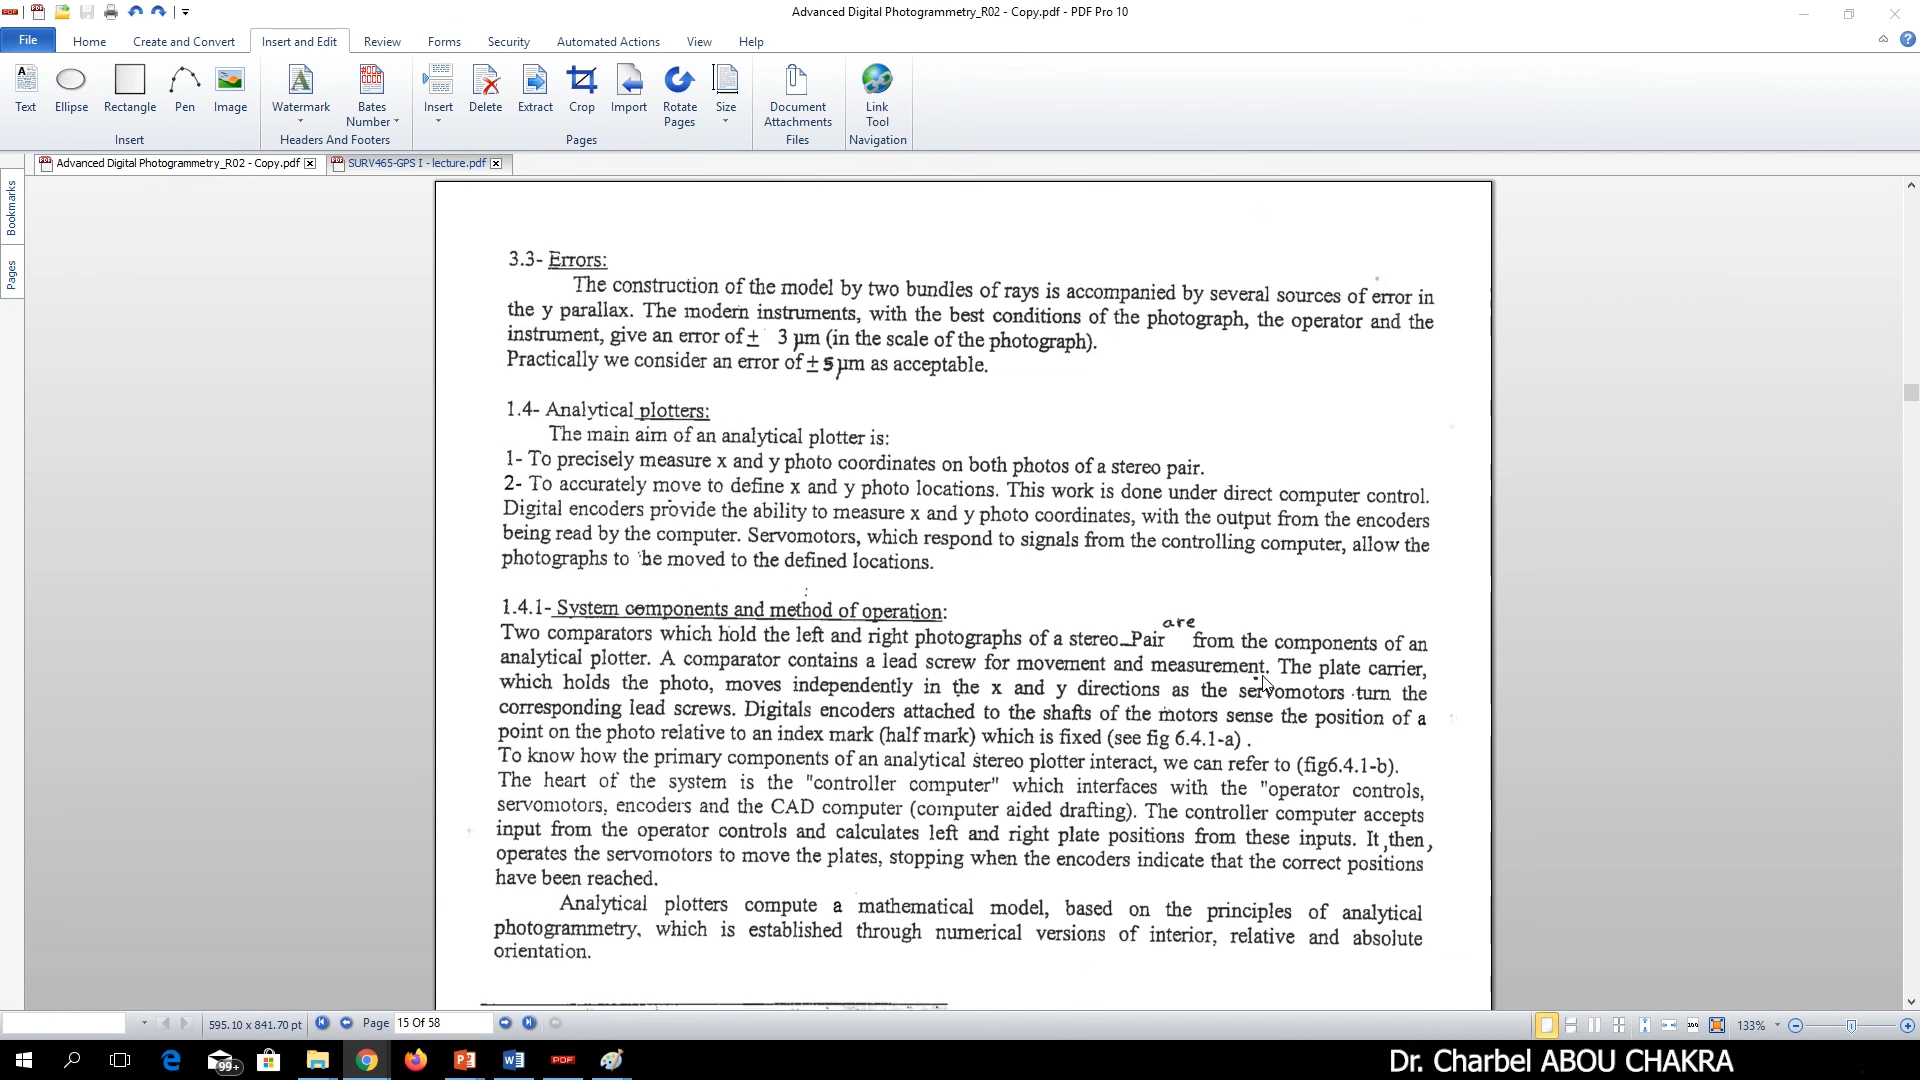 Advanced Digital Photogrammetry_R02 - Copy.pdf - PDF Pro 10
File Home Create and Convert Insert and Edit Review Forms Security Automated Actions View Help
Text Ellipse Rectangle Pen Image Watermark Bates Number Insert Delete Extract Crop Import Rotate Pages Size Document Attachments Link Tool
Insert Headers And Footers Pages Files Navigation
Advanced Digital Photogrammetry_R02 - Copy.pdf SURV465-GPS I - lecture.pdf
Bookmarks
Pages
3.3- Errors:
The construction of the model by two bundles of rays is accompanied by several sources of error in
the y parallax. The modern instruments, with the best conditions of the photograph, the operator and the
instrument, give an error of ± 3 µm (in the scale of the photograph).
Practically we consider an error of ±5 µm as acceptable.
1.4- Analytical plotters:
The main aim of an analytical plotter is:
1- To precisely measure x and y photo coordinates on both photos of a stereo pair.
2- To accurately move to define x and y photo locations. This work is done under direct computer control.
Digital encoders provide the ability to measure x and y photo coordinates, with the output from the encoders
being read by the computer. Servomotors, which respond to signals from the controlling computer, allow the
photographs to be moved to the defined locations.
1.4.1- System components and method of operation:
are
Two comparators which hold the left and right photographs of a stereo_Pair from the components of an
analytical plotter. A comparator contains a lead screw for movement and measurement. The plate carrier,
which holds the photo, moves independently in the x and y directions as the servomotors turn the
corresponding lead screws. Digitals encoders attached to the shafts of the motors sense the position of a
point on the photo relative to an index mark (half mark) which is fixed (see fig 6.4.1-a) .
To know how the primary components of an analytical stereo plotter interact, we can refer to (fig6.4.1-b).
The heart of the system is the "controller computer" which interfaces with the "operator controls,
servomotors, encoders and the CAD computer (computer aided drafting). The controller computer accepts
input from the operator controls and calculates left and right plate positions from these inputs. It ,then,
operates the servomotors to move the plates, stopping when the encoders indicate that the correct positions
have been reached.
Analytical plotters compute a mathematical model, based on the principles of analytical
photogrammetry, which is established through numerical versions of interior, relative and absolute
orientation.
595.10 x 841.70 pt Page 15 Of 58 133%
99+ PDF Dr. Charbel ABOU CHAKRA